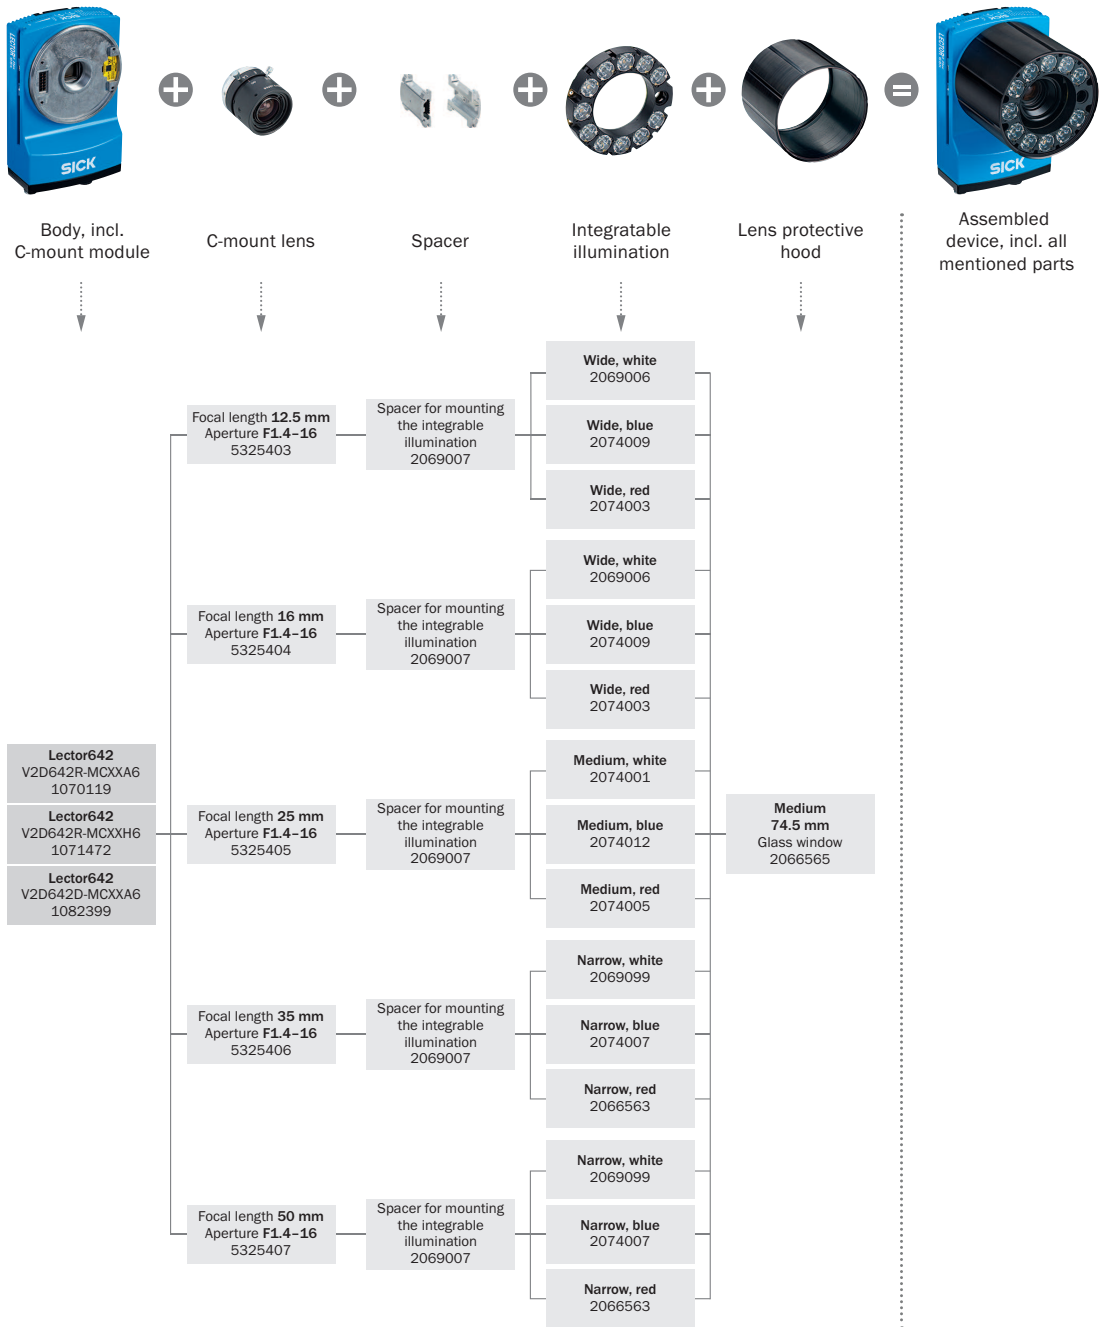 SICK
SICK
Body, incl.
C-mount module
C-mount lens
Spacer
Integratable
illumination
Lens protective
hood
Assembled
device, incl. all
mentioned parts
Lector642
V2D642R-MCXXA6
1070119
Lector642
V2D642R-MCXXH6
1071472
Lector642
V2D642D-MCXXA6
1082399
Focal length 12.5 mm
Aperture F1.4–16
5325403
Spacer for mounting
the integrable
illumination
2069007
Wide, white
2069006
Wide, blue
2074009
Wide, red
2074003
Focal length 16 mm
Aperture F1.4–16
5325404
Spacer for mounting
the integrable
illumination
2069007
Wide, white
2069006
Wide, blue
2074009
Wide, red
2074003
Focal length 25 mm
Aperture F1.4–16
5325405
Spacer for mounting
the integrable
illumination
2069007
Medium, white
2074001
Medium, blue
2074012
Medium, red
2074005
Focal length 35 mm
Aperture F1.4–16
5325406
Spacer for mounting
the integrable
illumination
2069007
Narrow, white
2069099
Narrow, blue
2074007
Narrow, red
2066563
Focal length 50 mm
Aperture F1.4–16
5325407
Spacer for mounting
the integrable
illumination
2069007
Narrow, white
2069099
Narrow, blue
2074007
Narrow, red
2066563
Medium
74.5 mm
Glass window
2066565